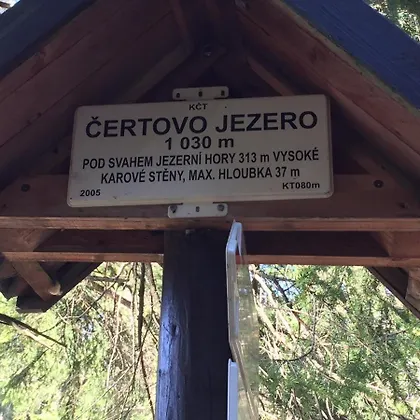 KČT
ČERTOVO JEZERO
1 030 m
POD SVAHEM JEZERNÍ HORY 313 m VYSOKÉ
KAROVÉ STĚNY, MAX. HLOUBKA 37 m
2005 KT080m